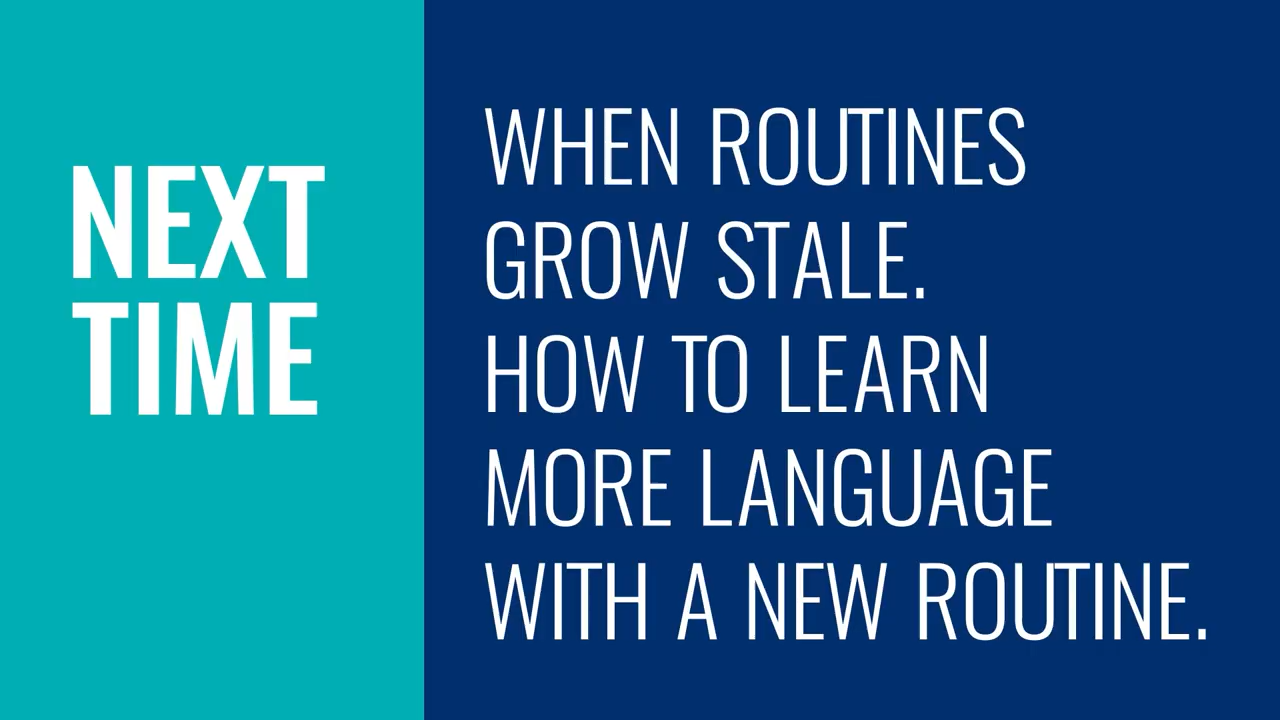 NEXT
TIME
WHEN ROUTINES
GROW STALE.
HOW TO LEARN
MORE LANGUAGE
WITH A NEW ROUTINE.